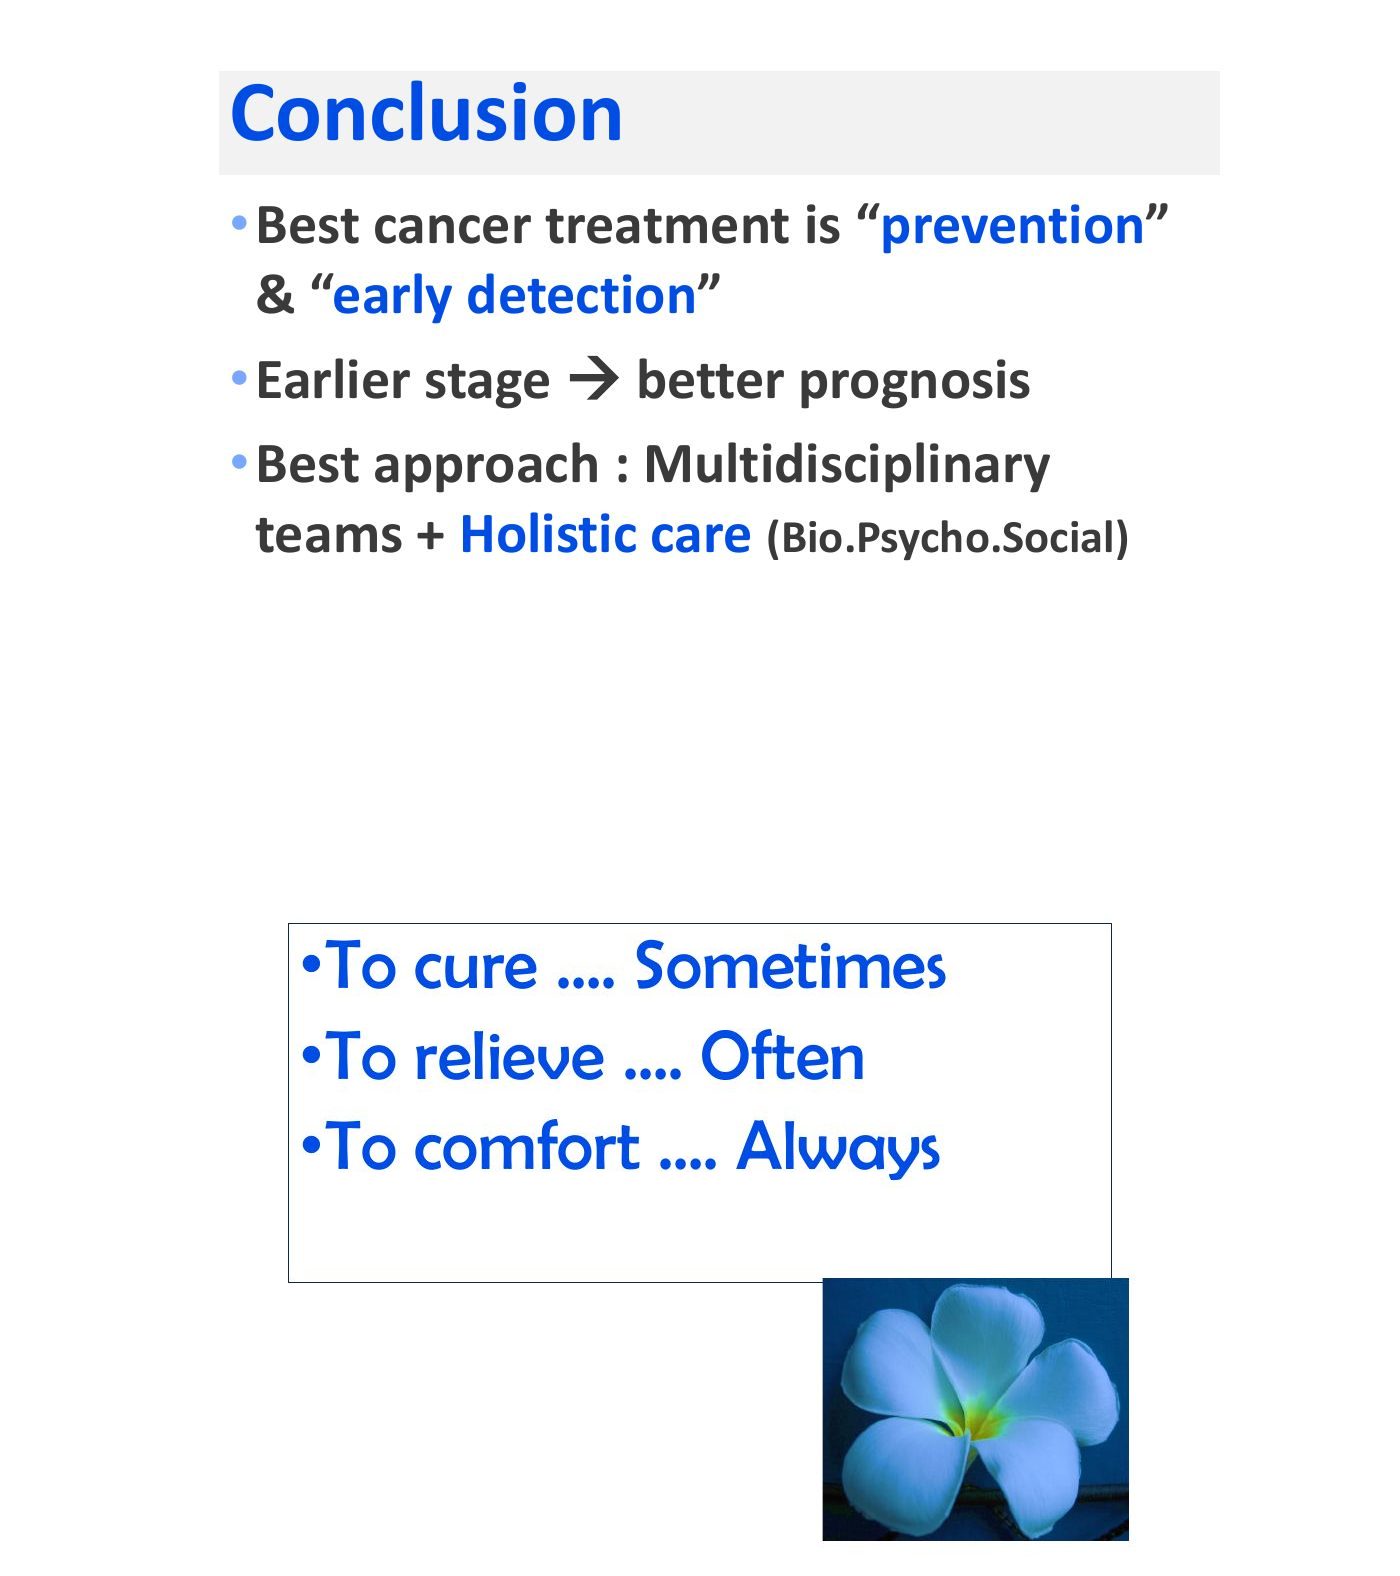 Conclusion
•Best cancer treatment is “prevention”
& “early detection”
•Earlier stage → better prognosis
•Best approach : Multidisciplinary
teams + Holistic care (Bio.Psycho.Social)
•To cure .... Sometimes
•To relieve .... Often
•To comfort .... Always